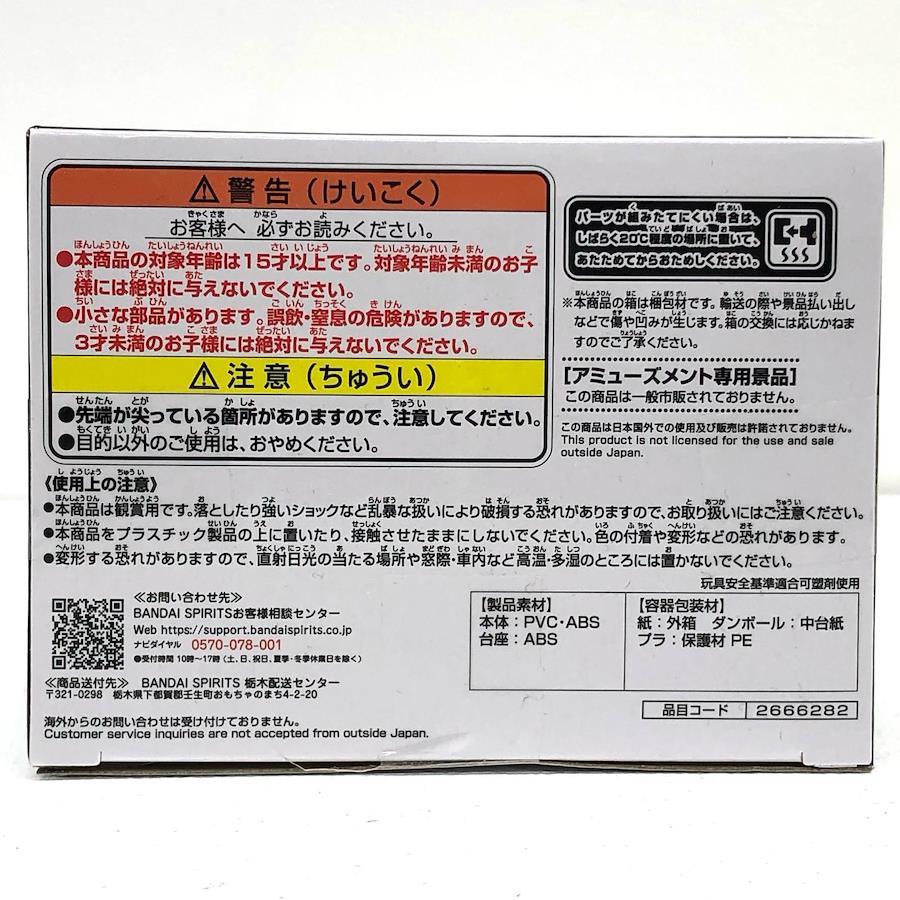 ⚠警告(けいこく)
お客様へ 必ずお読みください。
●本商品の対象年齢は15才以上です。対象年齢未満のお子
様には絶対に与えないでください。
●小さな部品があります。誤飲・窒息の危険がありますので、
3才未満のお子様には絶対に与えないでください。
⚠注意(ちゅうい)
●先端が尖っている箇所がありますので、注意してください。
●目的以外のご使用は、おやめください。
パーツが組みたてにくい場合は、
しばらく20℃程度の場所に置いて、
あたためてからおためしください。
※本商品の箱は梱包材です。輸送の際や景品払い出し
などで傷や凹みが生じます。箱の交換には応じかねま
すのでご了承ください。
[アミューズメント専用景品]
この商品は一般市販されておりません。
この商品は日本国外での使用及び販売は許諾されておりません。
This product is not licensed for the use and sale
outside Japan.
《使用上の注意》
●本商品は観賞用です。落としたり強いショックなど乱暴な扱いにより破損する恐れがありますので、お取り扱いにはご注意ください。
●本商品をプラスチック製品の上に置いたり、接触させたままにしないでください。色の付着や変形などの恐れがあります。
●変形する恐れがありますので、直射日光の当たる場所や窓際・車内など高温・多湿のところには置かないでください。
玩具安全基準適合可塑剤使用
≪お問い合わせ先≫
BANDAI SPIRITSお客様相談センター
Web https://support.bandaispirits.co.jp
ナビダイヤル 0570-078-001
●受付時間 10時〜17時 (土、日、祝日、夏季・冬季休業日を除く)
≪商品送付先≫ BANDAI SPIRITS 栃木配送センター
〒321-0298 栃木県下都賀郡壬生町おもちゃのまち4-2-20
海外からのお問い合わせは受け付けておりません。
Customer service inquiries are not accepted from outside Japan.
【製品素材】
本体:PVC・ABS
台座:ABS
【容器包装材】
紙:外箱 ダンボール:中台紙
プラ:保護材 PE
品目コード 2666282